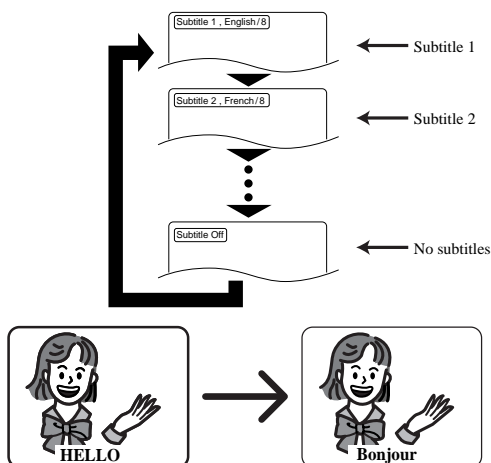 Subtitle 1 , English/8
Subtitle 1
Subtitle 2 , French/8
Subtitle 2
Subtitle Off
No subtitles
HELLO
Bonjour